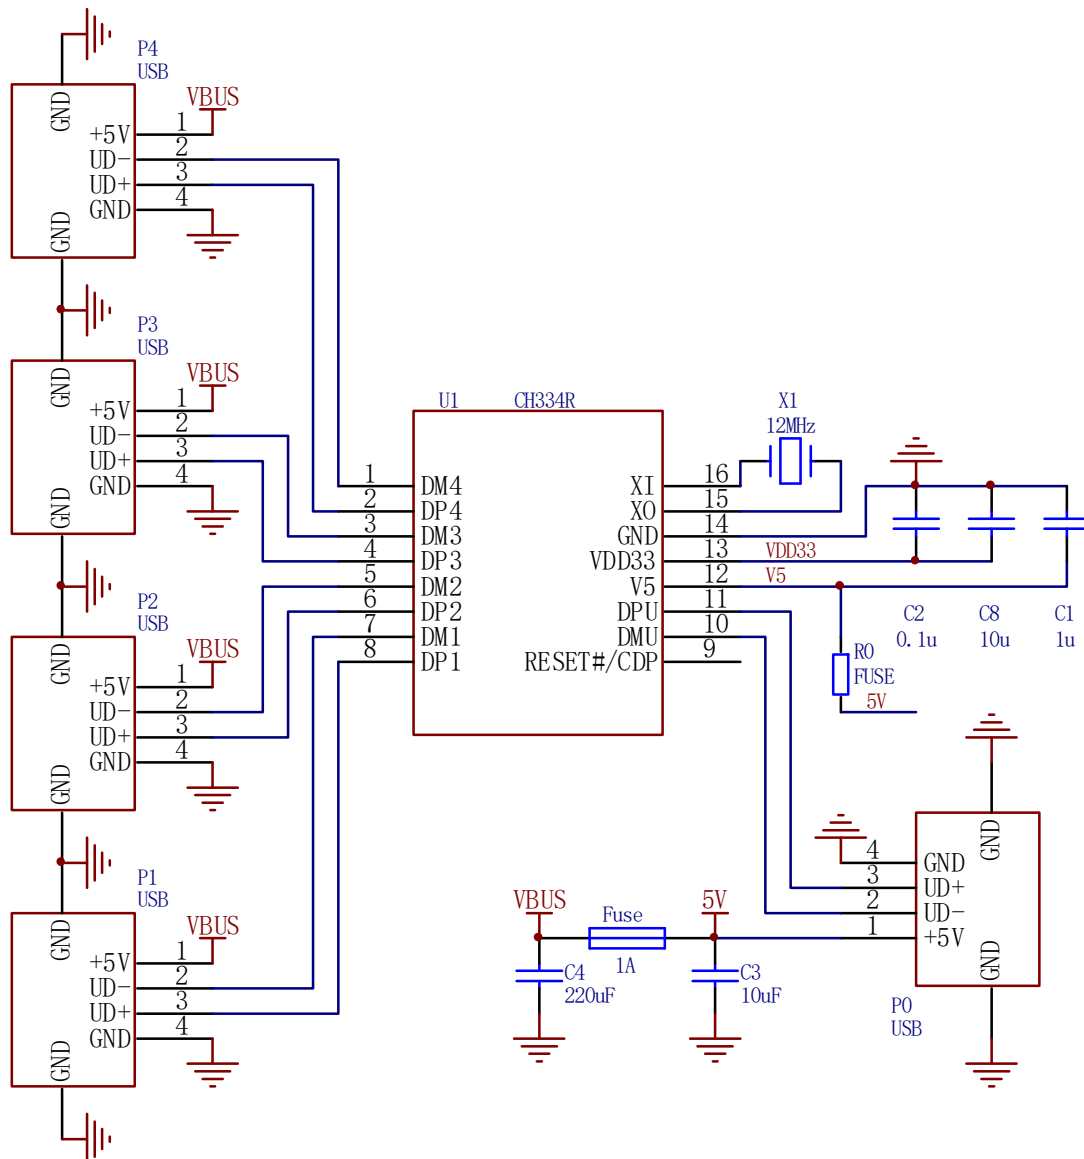 P4
USB
VBUS
GND
+5V 1
UD- 2
UD+ 3
GND 4
GND
P3
USB
VBUS
GND
+5V 1
UD- 2
UD+ 3
GND 4
GND
P2
USB
VBUS
GND
+5V 1
UD- 2
UD+ 3
GND 4
GND
P1
USB
VBUS
GND
+5V 1
UD- 2
UD+ 3
GND 4
GND
U1 CH334R
1 DM4
2 DP4
3 DM3
4 DP3
5 DM2
6 DP2
7 DM1
8 DP1
XI 16
XO 15
GND 14
VDD33 13
V5 12
DPU 11
DMU 10
RESET#/CDP 9
X1
12MHz
VDD33
V5
C2
0.1u
C8
10u
C1
1u
R0
FUSE
5V
VBUS
Fuse
1A
5V
C4
220uF
C3
10uF
GND
4 GND
3 UD+
2 UD-
1 +5V
GND
P0
USB